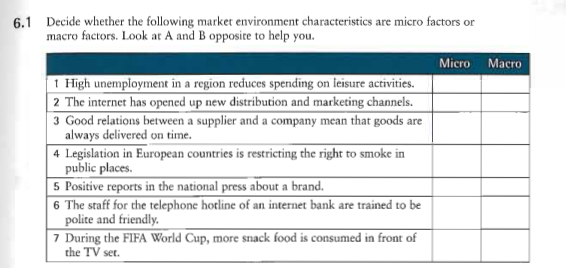 6.1 Decide whether the following market environment characteristics are micro factors or
macro factors. Look at A and B opposite to help you.
Micro Macro
1 High unemployment in a region reduces spending on leisure activities.
2 The internet has opened up new distribution and marketing channels.
3 Good relations between a supplier and a company mean that goods are
always delivered on time.
4 Legislation in European countries is restricting the right to smoke in
public places.
5 Positive reports in the national press about a brand.
6 The staff for the telephone hotline of an internet bank are trained to be
polite and friendly.
7 During the FIFA World Cup, more snack food is consumed in front of
the TV set.